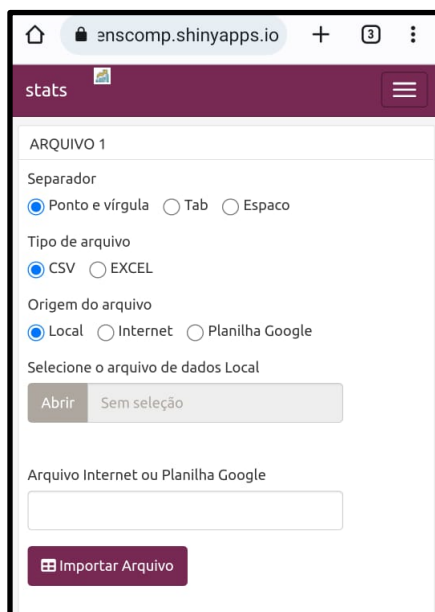 enscomp.shinyapps.io 3
stats
ARQUIVO 1
Separador
Ponto e vírgula Tab Espaco
Tipo de arquivo
CSV EXCEL
Origem do arquivo
Local Internet Planilha Google
Selecione o arquivo de dados Local
Abrir Sem seleção
Arquivo Internet ou Planilha Google
Importar Arquivo